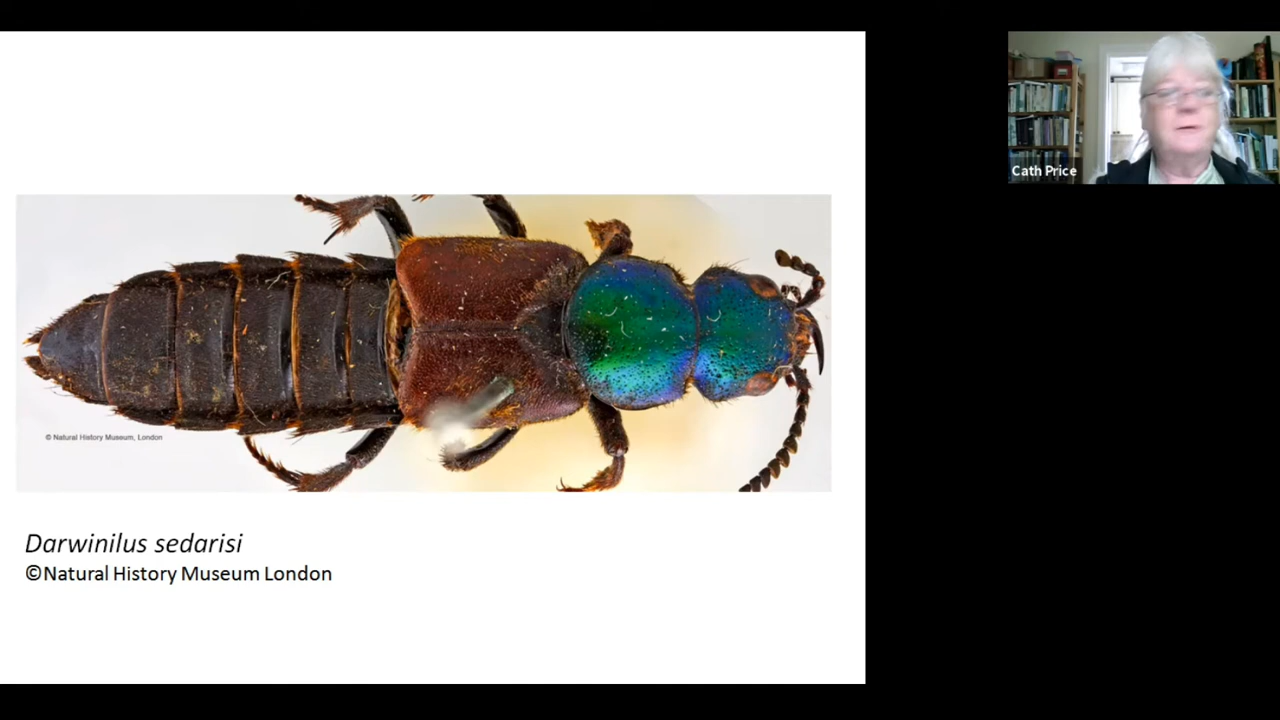 Cath Price
© Natural History Museum, London
Darwinilus sedarisi
©Natural History Museum London